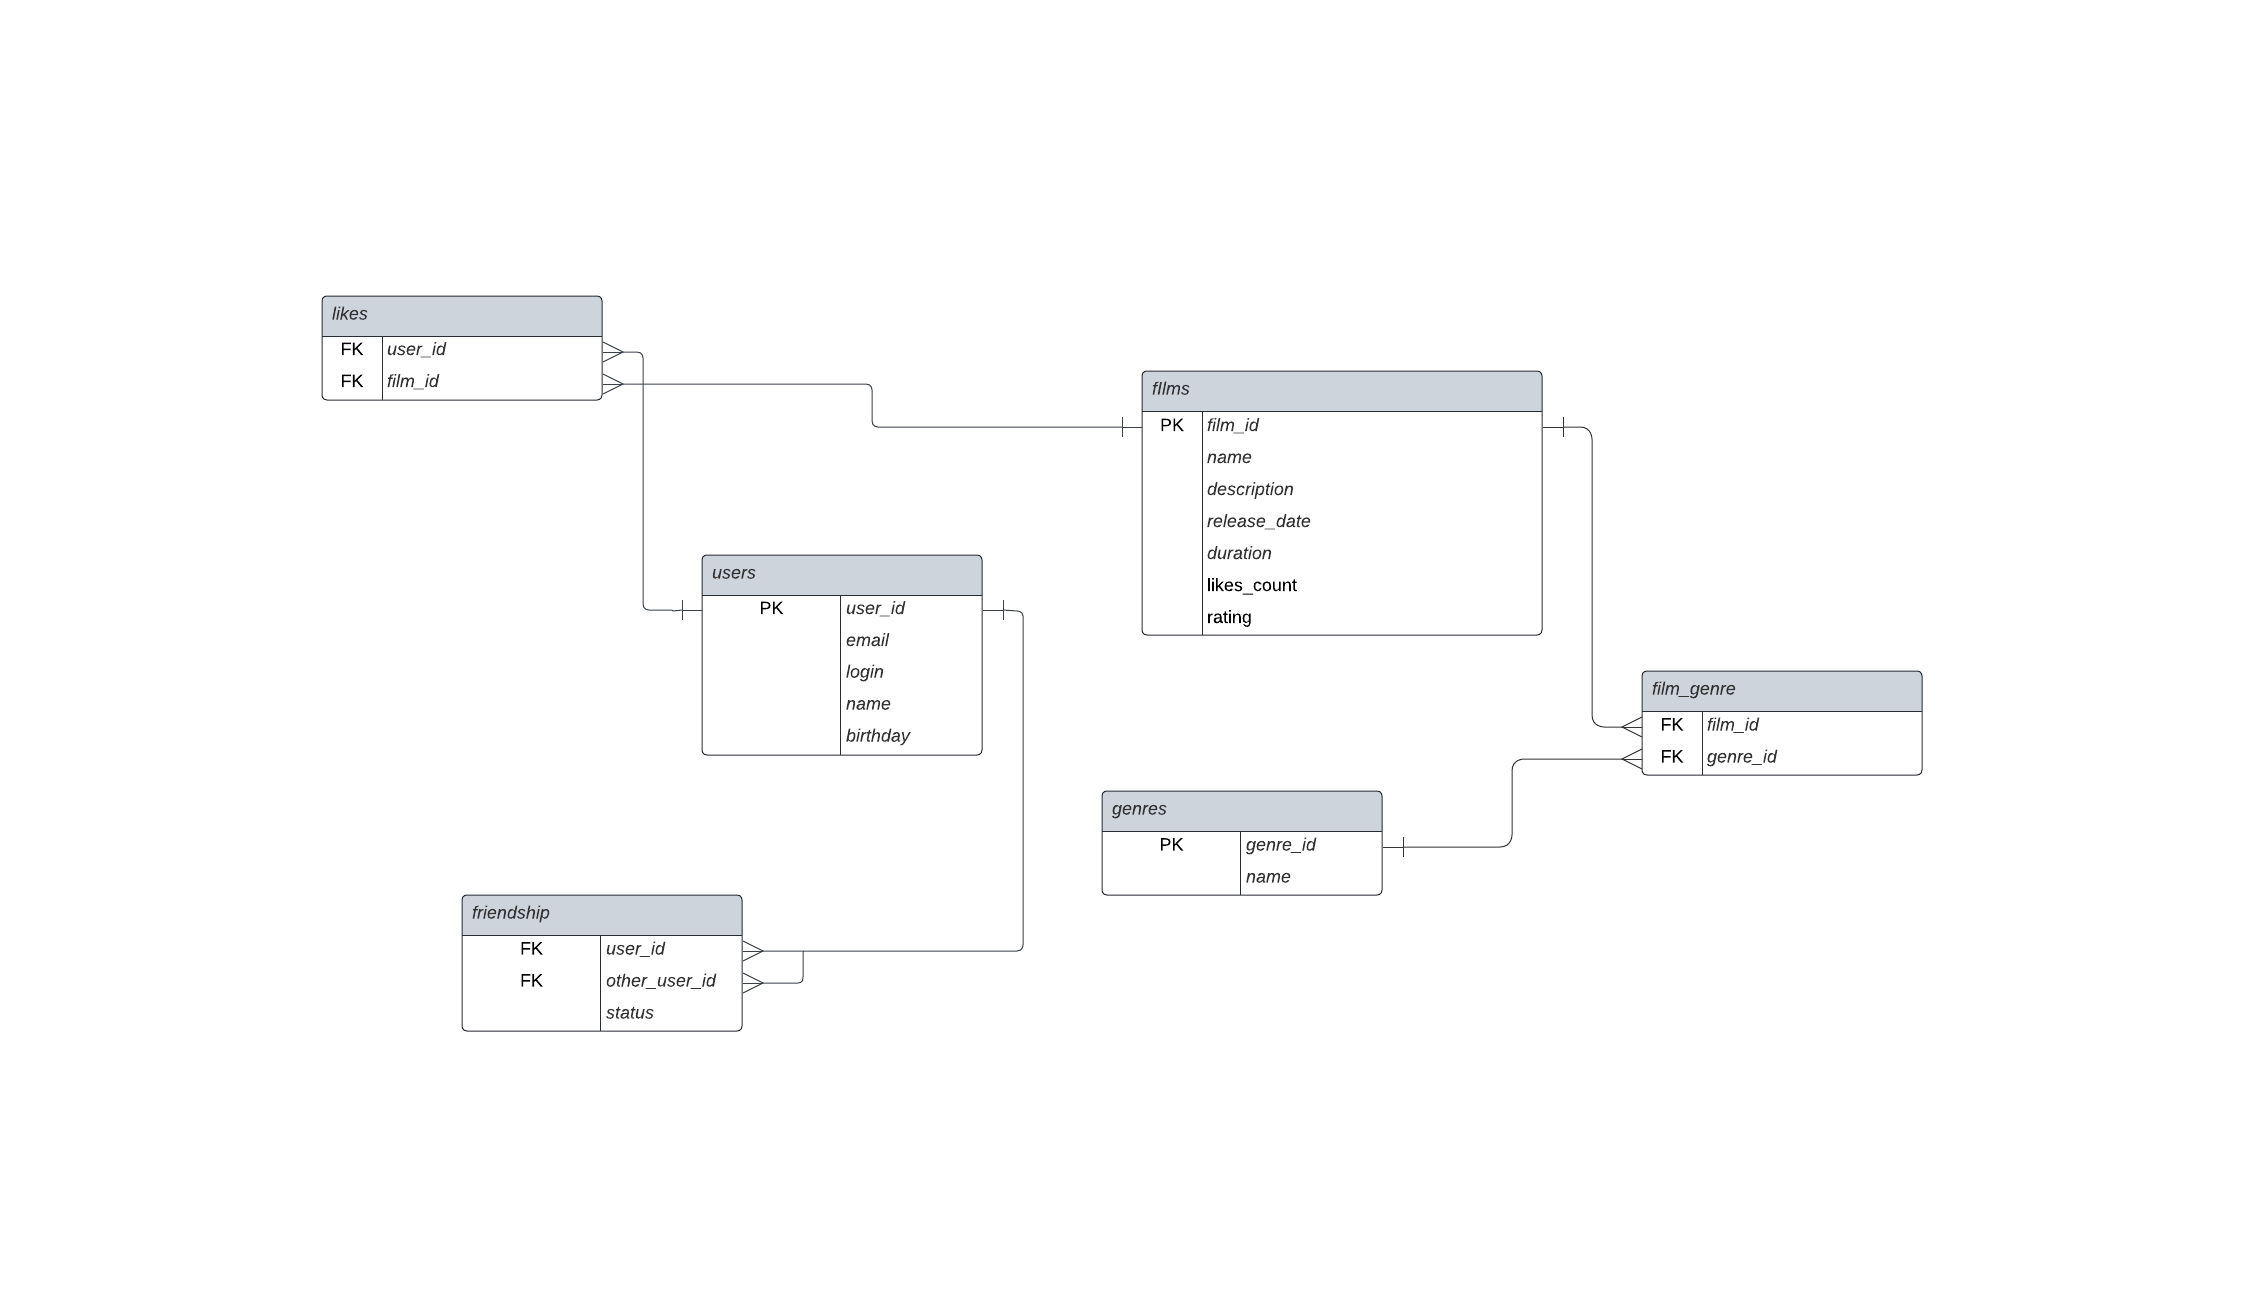 likes
FK user_id
FK film_id
fIlms
PK film_id
name
description
release_date
duration
likes_count
rating
users
PK user_id
email
login
name
birthday
film_genre
FK film_id
FK genre_id
genres
PK genre_id
name
friendship
FK user_id
FK other_user_id
status